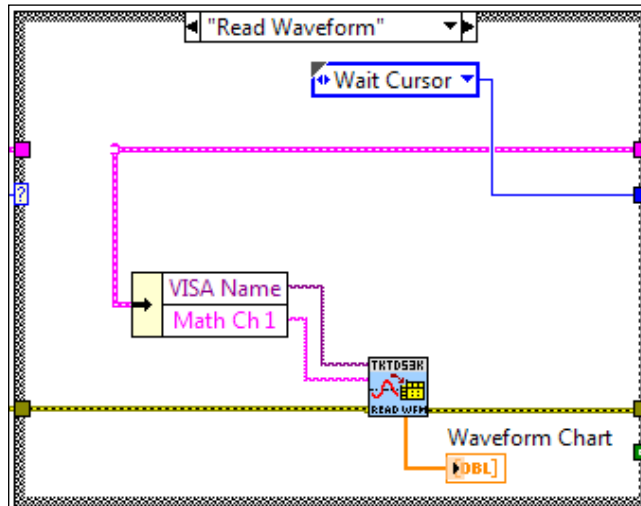 "Read Waveform"
Wait Cursor
?
VISA Name
Math Ch 1
TKTDS3K
READ WFM
Waveform Chart
DBL]